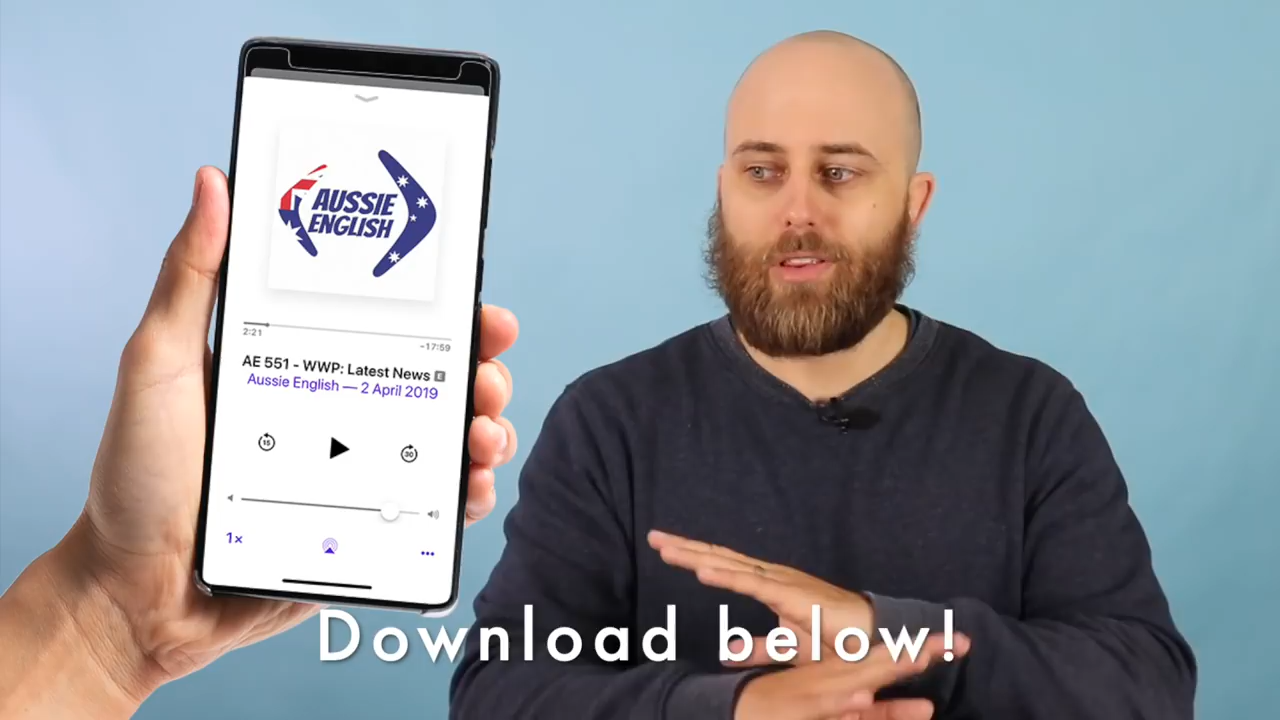 AUSSIE
ENGLISH
2:21
-17:59
AE 551 - WWP: Latest News E
Aussie English — 2 April 2019
15
30
1×
Download below!